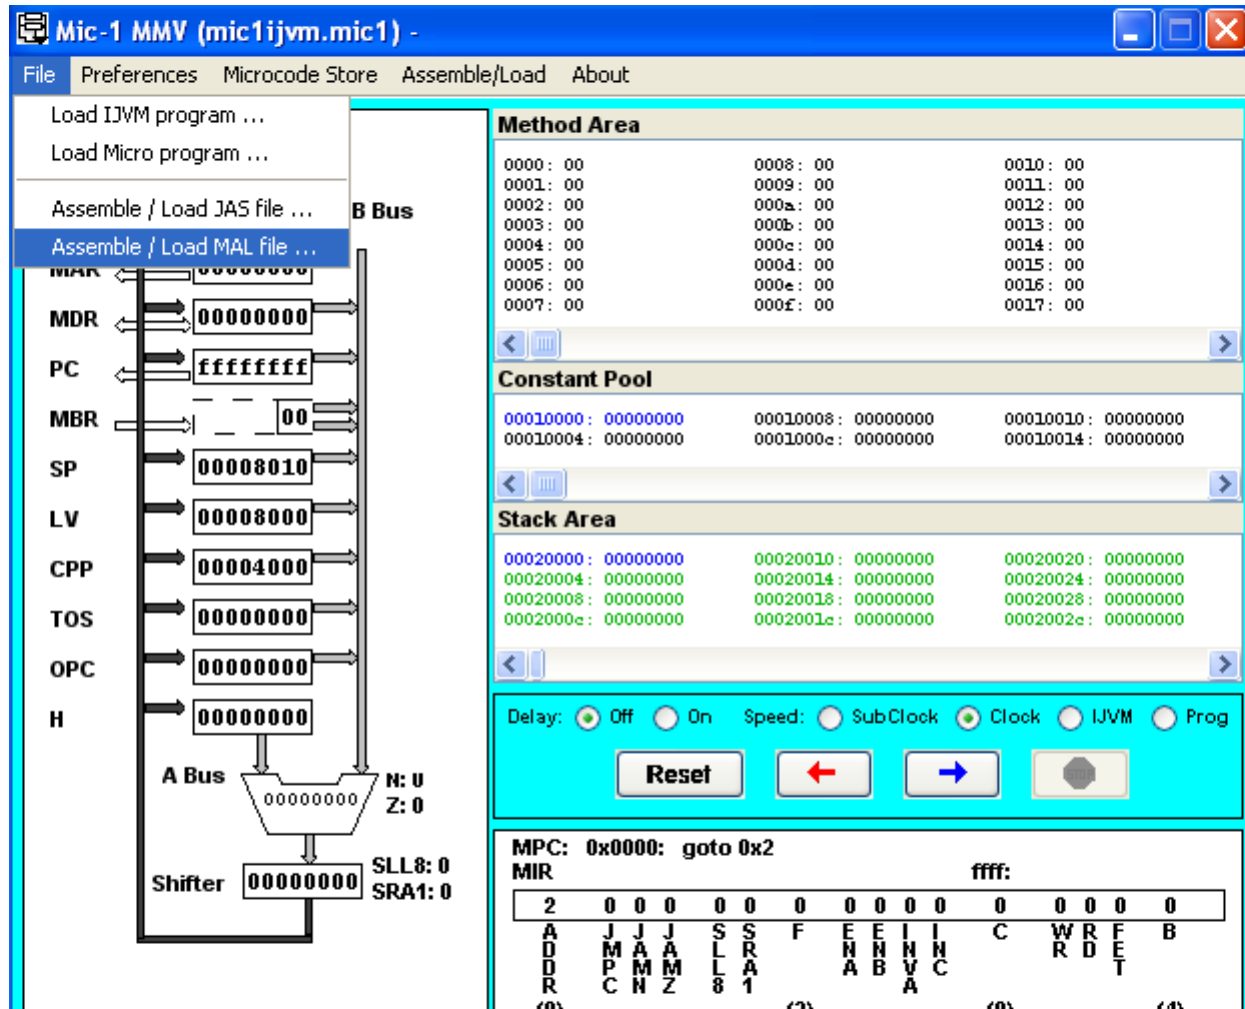 Mic-1 MMV (mic1ijvm.mic1) -
File Preferences Microcode Store Assemble/Load About
Load IJVM program ...
Load Micro program ...
Assemble / Load JAS file ...
Assemble / Load MAL file ...
B Bus
MAR 00000000
MDR 00000000
PC ffffffff
MBR 00
SP 00008010
LV 00008000
CPP 00004000
TOS 00000000
OPC 00000000
H 00000000
A Bus
00000000
N: 0
Z: 0
Shifter 00000000
SLL8: 0
SRA1: 0
Method Area
0000: 00 0008: 00 0010: 00
0001: 00 0009: 00 0011: 00
0002: 00 000a: 00 0012: 00
0003: 00 000b: 00 0013: 00
0004: 00 000c: 00 0014: 00
0005: 00 000d: 00 0015: 00
0006: 00 000e: 00 0016: 00
0007: 00 000f: 00 0017: 00
Constant Pool
00010000: 00000000 00010008: 00000000 00010010: 00000000
00010004: 00000000 0001000c: 00000000 00010014: 00000000
Stack Area
00020000: 00000000 00020010: 00000000 00020020: 00000000
00020004: 00000000 00020014: 00000000 00020024: 00000000
00020008: 00000000 00020018: 00000000 00020028: 00000000
0002000c: 00000000 0002001c: 00000000 0002002c: 00000000
Delay: Off On Speed: SubClock Clock IJVM Prog
Reset
STOP
MPC: 0x0000: goto 0x2
MIR ffff:
2 0 0 0 0 0 0 0 0 0 0 0 0 0 0 0
ADDR JMPC JAMN JAMZ SLL8 SRA1 F ENA ENB INVA INC C WR RD FET B